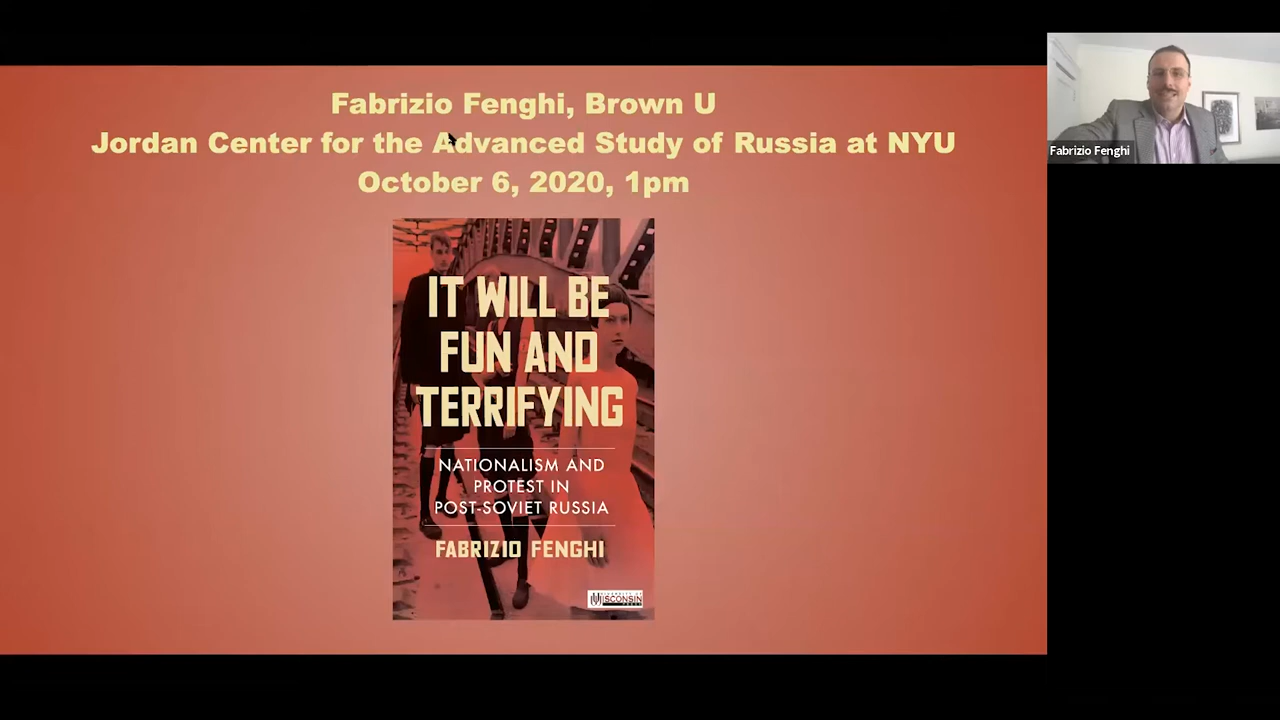 Fabrizio Fenghi, Brown U
Jordan Center for the Advanced Study of Russia at NYU
October 6, 2020, 1pm
IT WILL BE
FUN AND
TERRIFYING
NATIONALISM AND
PROTEST IN
POST-SOVIET RUSSIA
FABRIZIO FENGHI
WISCONSIN
Fabrizio Fenghi